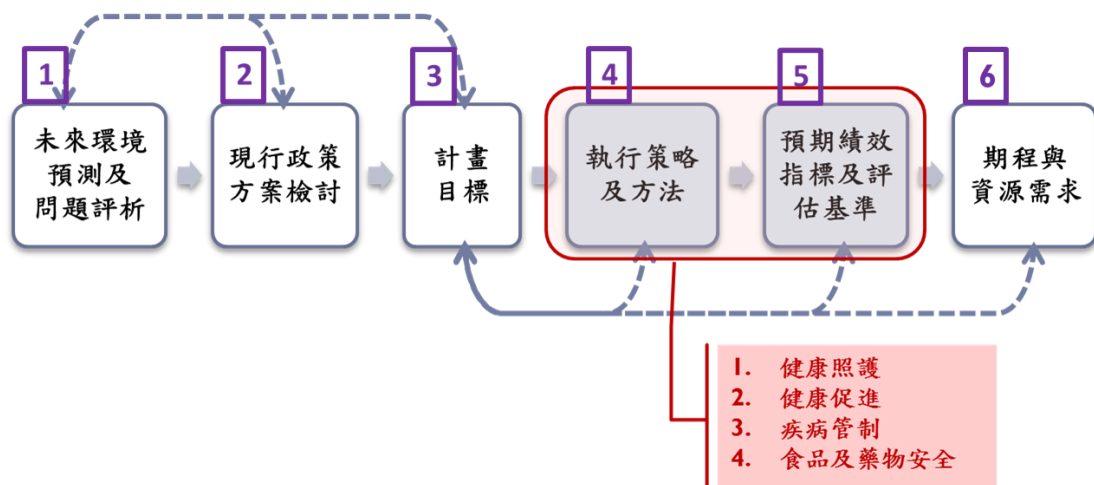 1
未來環境
預測及
問題評析
2
現行政策
方案檢討
3
計畫
目標
4
執行策略
及方法
5
預期績效
指標及評
估基準
6
期程與
資源需求
1. 健康照護
2. 健康促進
3. 疾病管制
4. 食品及藥物安全